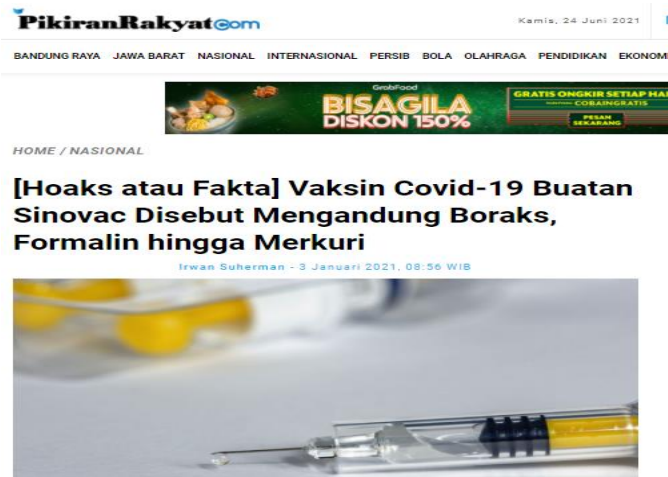 PikiranRakyat.com
Kamis, 24 Juni 2021
BANDUNG RAYA JAWA BARAT NASIONAL INTERNASIONAL PERSIB BOLA OLAHRAGA PENDIDIKAN EKONOMI
GrabFood
BISAGILA
DISKON 150%
GRATIS ONGKIR SETIAP HA
COBAINGRATIS
PESAN
SEKARANG
HOME / NASIONAL
[Hoaks atau Fakta] Vaksin Covid-19 Buatan
Sinovac Disebut Mengandung Boraks,
Formalin hingga Merkuri
Irwan Suherman - 3 Januari 2021, 08:56 WIB